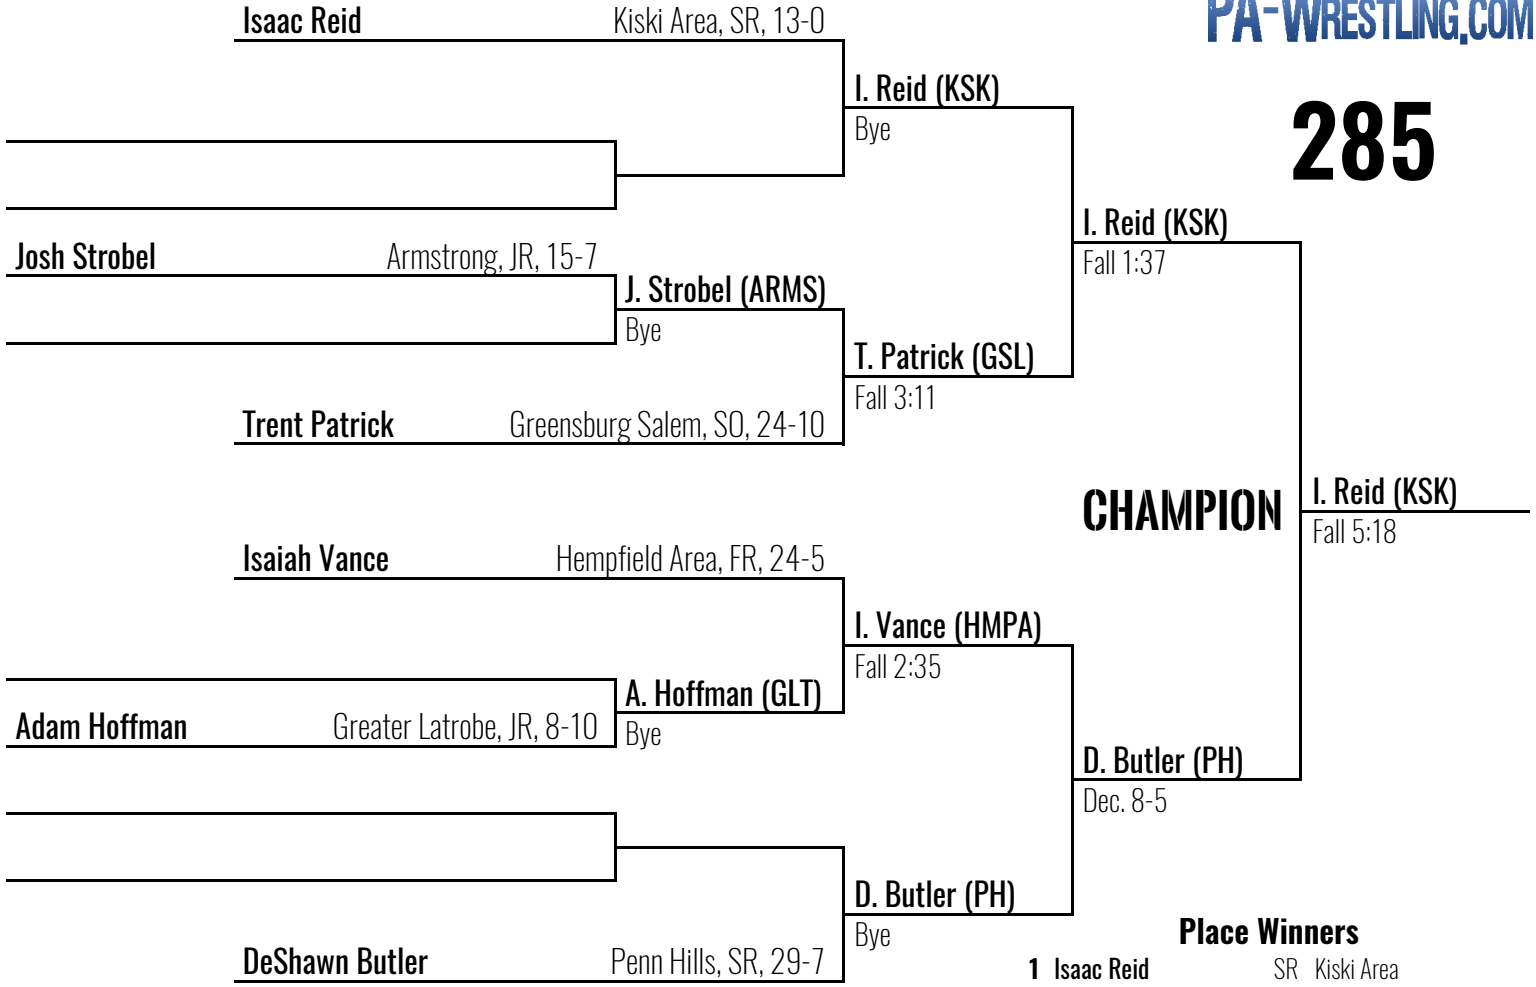 PA-WRESTLING.COM
Isaac Reid Kiski Area, SR, 13-0
I. Reid (KSK)
Bye
285
I. Reid (KSK)
Fall 1:37
Josh Strobel Armstrong, JR, 15-7
J. Strobel (ARMS)
Bye
T. Patrick (GSL)
Fall 3:11
Trent Patrick Greensburg Salem, SO, 24-10
CHAMPION
I. Reid (KSK)
Fall 5:18
Isaiah Vance Hempfield Area, FR, 24-5
I. Vance (HMPA)
Fall 2:35
A. Hoffman (GLT)
Bye
Adam Hoffman Greater Latrobe, JR, 8-10
D. Butler (PH)
Dec. 8-5
D. Butler (PH)
Bye
DeShawn Butler Penn Hills, SR, 29-7
Place Winners
1 Isaac Reid SR Kiski Area